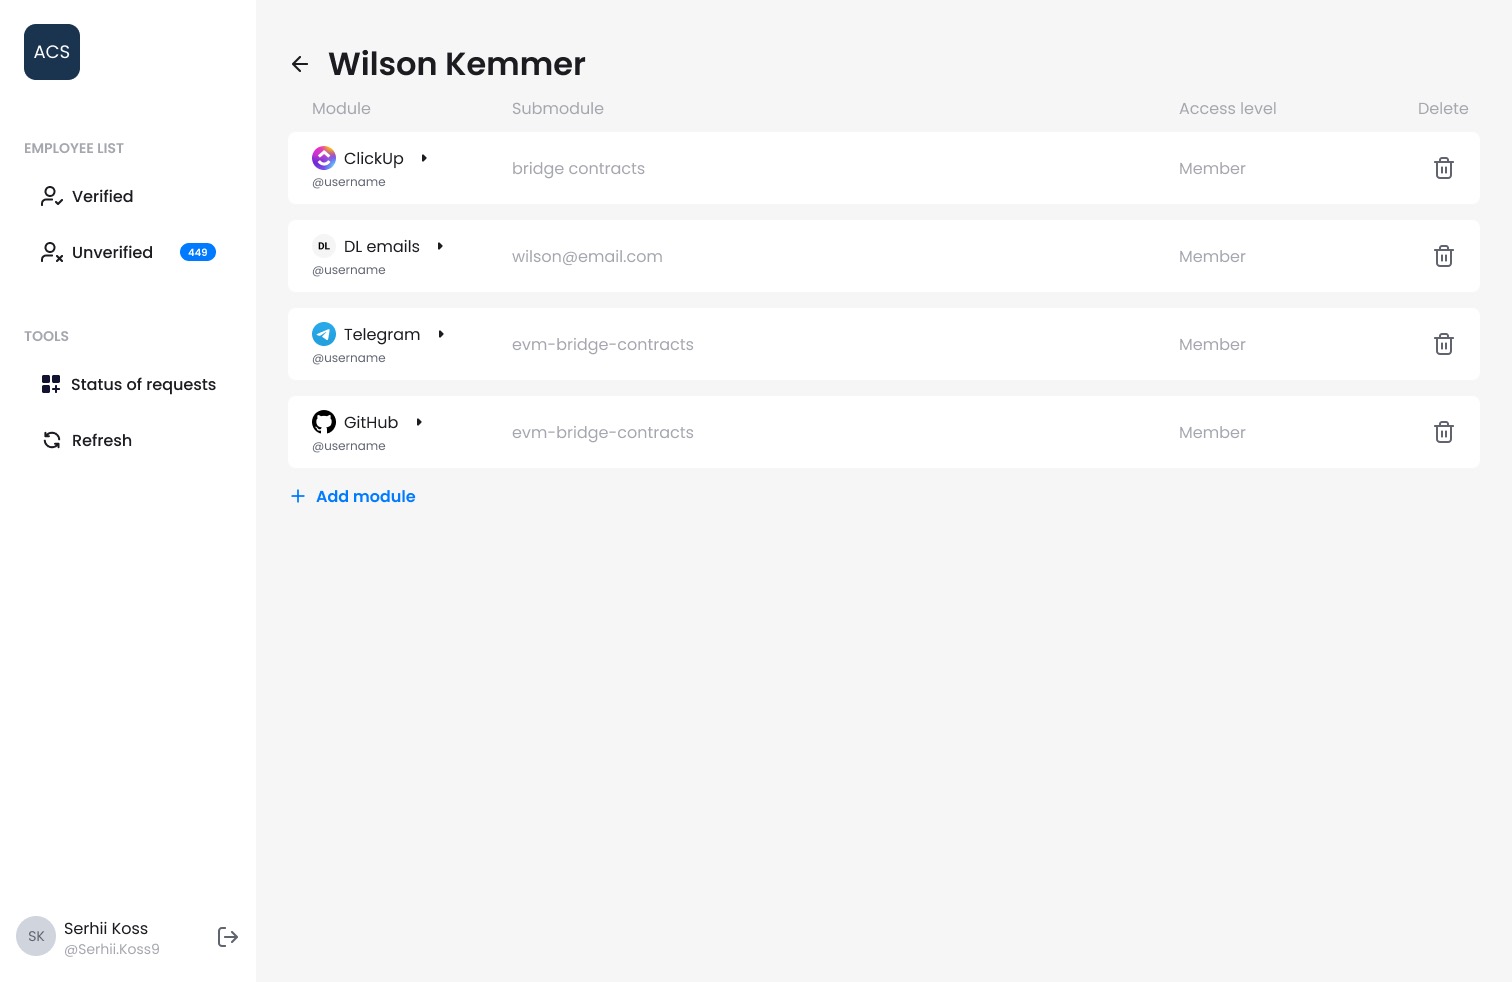 ACS
EMPLOYEE LIST
Verified
Unverified 449
TOOLS
Status of requests
Refresh
SK
Serhii Koss
@Serhii.Koss9
Wilson Kemmer
Module Submodule Access level Delete
ClickUp
@username
bridge contracts Member
DL DL emails
@username
wilson@email.com Member
Telegram
@username
evm-bridge-contracts Member
GitHub
@username
evm-bridge-contracts Member
Add module